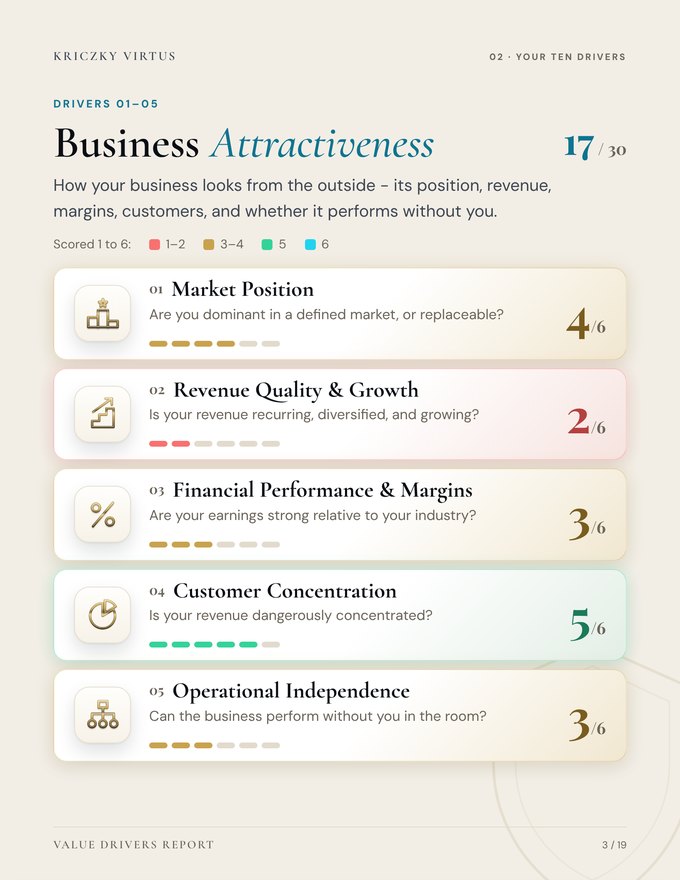 KRICZKY VIRTUS
02 · YOUR TEN DRIVERS
DRIVERS 01–05
Business Attractiveness
17 / 30
How your business looks from the outside – its position, revenue,
margins, customers, and whether it performs without you.
Scored 1 to 6: 1–2 3–4 5 6
01 Market Position
Are you dominant in a defined market, or replaceable?
4/6
02 Revenue Quality & Growth
Is your revenue recurring, diversified, and growing?
2/6
03 Financial Performance & Margins
Are your earnings strong relative to your industry?
3/6
04 Customer Concentration
Is your revenue dangerously concentrated?
5/6
05 Operational Independence
Can the business perform without you in the room?
3/6
VALUE DRIVERS REPORT
3 / 19